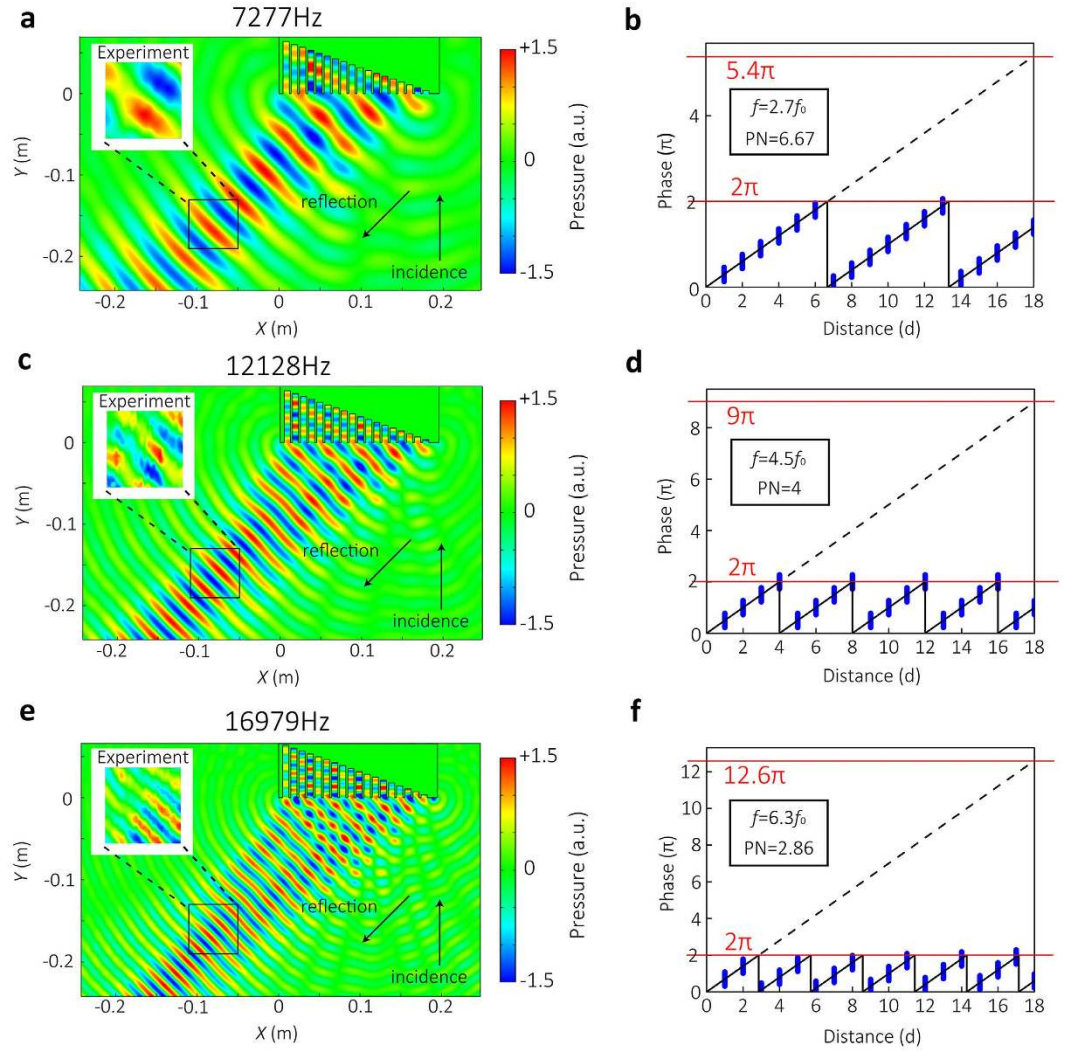 a
7277Hz
Experiment
0
-0.1
-0.2
Y (m)
reflection
incidence
-0.2
-0.1
0
0.1
0.2
X (m)
+1.5
0
-1.5
Pressure (a.u.)
b
5.4π
f=2.7f₀
PN=6.67
2π
4
2
0
Phase (π)
0 2 4 6 8 10 12 14 16 18
Distance (d)
c
12128Hz
Experiment
0
-0.1
-0.2
Y (m)
reflection
incidence
-0.2
-0.1
0
0.1
0.2
X (m)
+1.5
0
-1.5
Pressure (a.u.)
d
9π
f=4.5f₀
PN=4
2π
8
6
4
2
0
Phase (π)
0 2 4 6 8 10 12 14 16 18
Distance (d)
e
16979Hz
Experiment
0
-0.1
-0.2
Y (m)
reflection
incidence
-0.2
-0.1
0
0.1
0.2
X (m)
+1.5
0
-1.5
Pressure (a.u.)
f
12.6π
f=6.3f₀
PN=2.86
2π
12
10
8
6
4
2
0
Phase (π)
0 2 4 6 8 10 12 14 16 18
Distance (d)